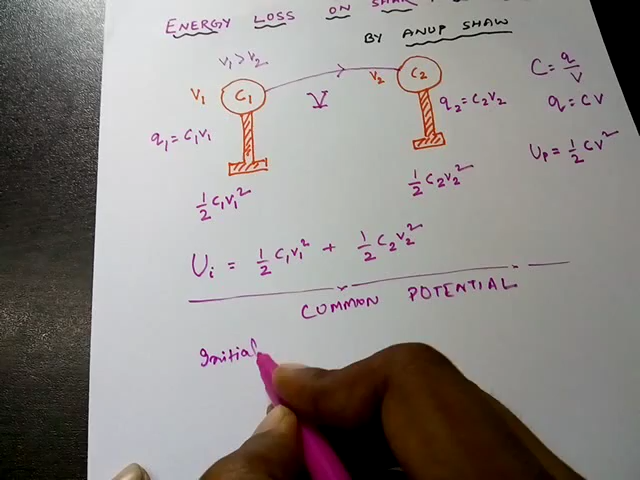 ENERGY LOSS ON
BY ANUP SHAW
V₁ > V₂
V₁ C₁ V V₂ C₂
C = q/V
q₁ = C₁V₁
q₂ = C₂V₂
q = CV
½ C₁V₁²
½ C₂V₂²
Uₚ = ½ CV²
Uᵢ = ½ C₁V₁² + ½ C₂V₂²
COMMON POTENTIAL
Initial